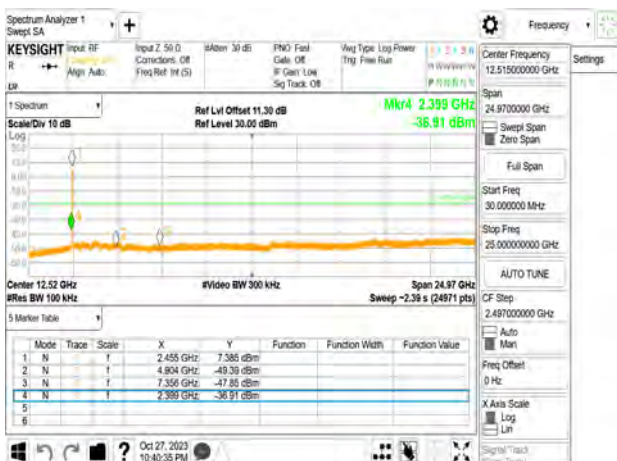 Spectrum Analyzer 1
Swept SA
Frequency
KEYSIGHT
Input: RF
Input Z: 50 Ω
#Atten: 30 dB
PNO: Fast
Avg Type: Log-Power
R
Corrections: Off
Gate: Off
Trig: Free Run
Align: Auto
Freq Ref: Int (S)
IF Gain: Low
Sig Track: Off
Center Frequency
12.515000000 GHz
Settings
Span
24.9700000 GHz
Swept Span
Zero Span
Full Span
Start Freq
30.000000 MHz
Stop Freq
25.000000000 GHz
AUTO TUNE
CF Step
2.497000000 GHz
Auto
Man
Freq Offset
0 Hz
X Axis Scale
Log
Lin
Signal Track
1 Spectrum
Scale/Div 10 dB
Ref Lvl Offset 11.30 dB
Ref Level 30.00 dBm
Mkr4 2.399 GHz
-36.91 dBm
Log
Center 12.52 GHz
#Video BW 300 kHz
Span 24.97 GHz
#Res BW 100 kHz
Sweep ~2.39 s (24971 pts)
5 Marker Table
Mode Trace Scale X Y Function Function Width Function Value
1 N f 2.455 GHz 7.385 dBm
2 N f 4.904 GHz -49.39 dBm
3 N f 7.356 GHz -47.85 dBm
4 N f 2.399 GHz -36.91 dBm
5
6
?
Oct 27, 2023
10:40:35 PM